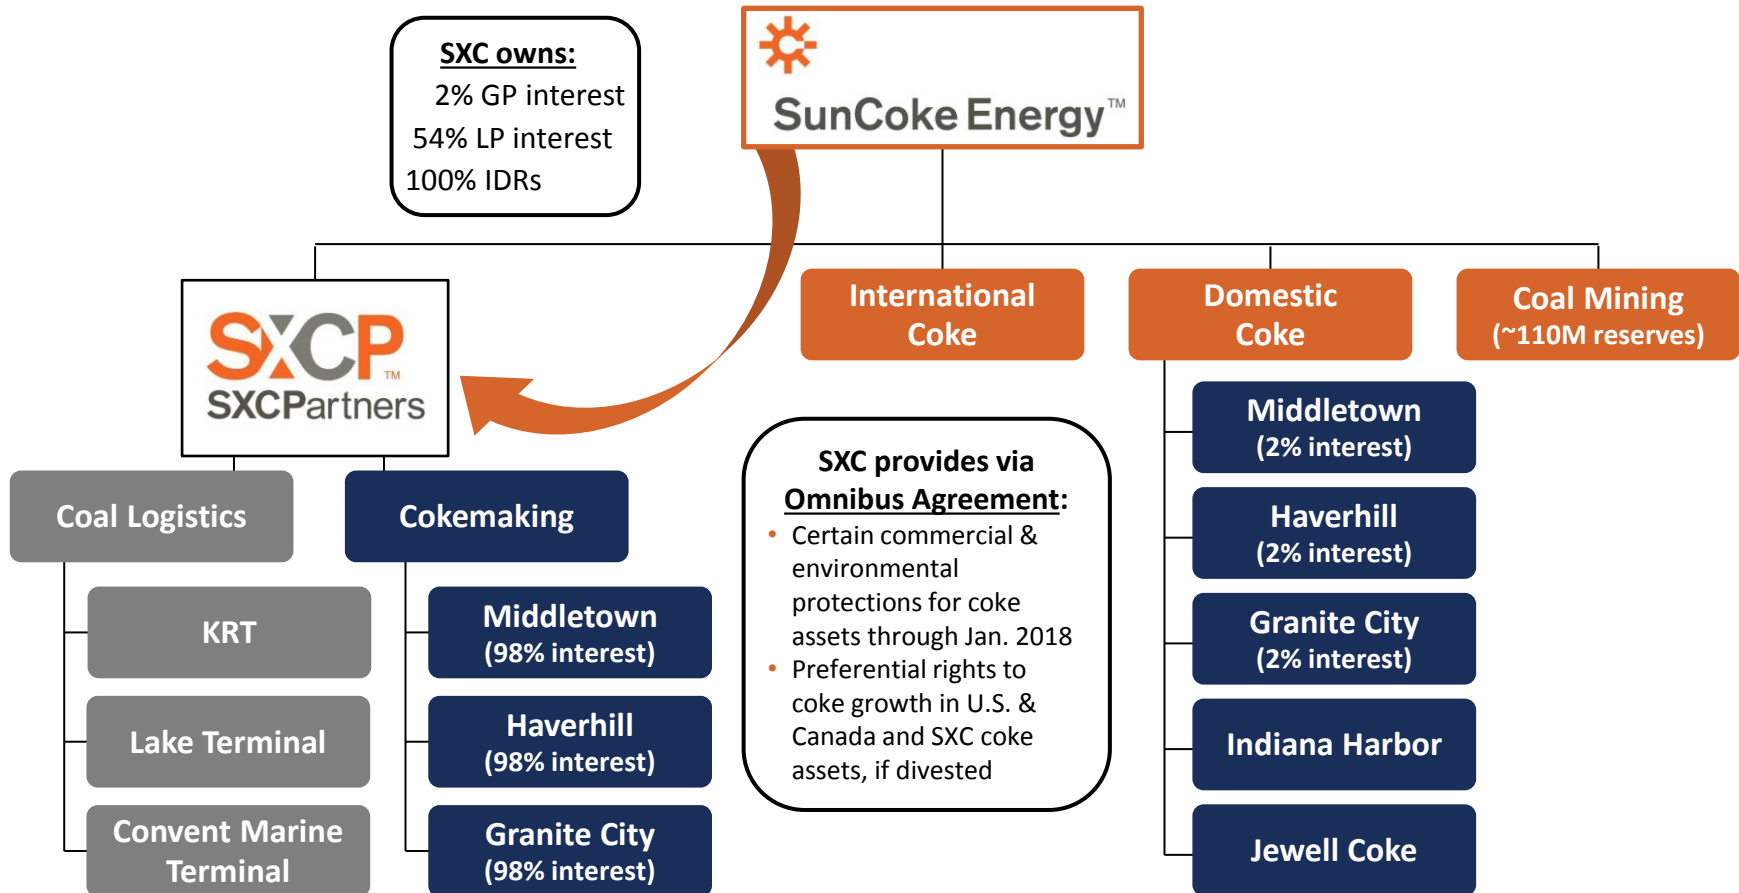 SXC owns:
2% GP interest
54% LP interest
100% IDRs
SunCoke Energy™
SXCP™
SXCPartners
International
Coke
Domestic
Coke
Coal Mining
(~110M reserves)
Coal Logistics
KRT
Lake Terminal
Convent Marine
Terminal
Cokemaking
Middletown
(98% interest)
Haverhill
(98% interest)
Granite City
(98% interest)
SXC provides via
Omnibus Agreement:
• Certain commercial &
environmental
protections for coke
assets through Jan. 2018
• Preferential rights to
coke growth in U.S. &
Canada and SXC coke
assets, if divested
Middletown
(2% interest)
Haverhill
(2% interest)
Granite City
(2% interest)
Indiana Harbor
Jewell Coke